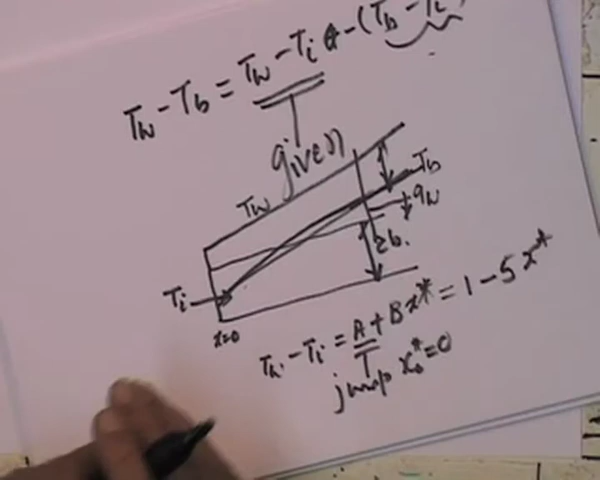 Tw - Tb = Tw - Ti - (Tb - Ti)
given
Tw
Tb
qw
2b.
Ti
x=0
Tw - Ti = A + Bx* = 1 - 5x*
jump x*=0